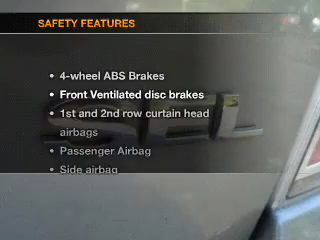 SAFETY FEATURES
• 4-wheel ABS Brakes
• Front Ventilated disc brakes
• 1st and 2nd row curtain head
airbags
• Passenger Airbag
• Side airbag
SEL